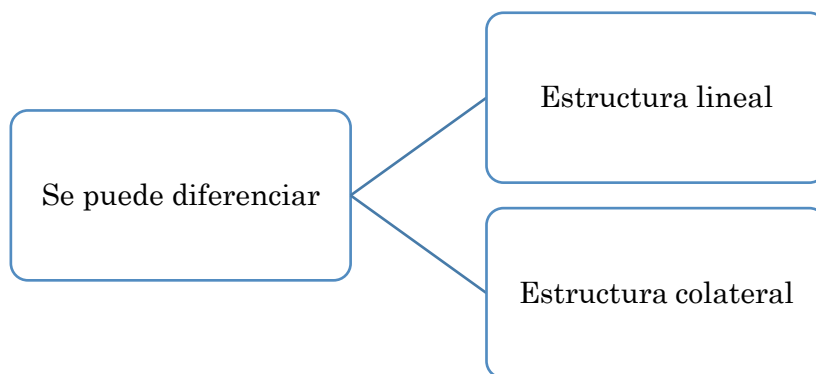 Estructura lineal
Se puede diferenciar
Estructura colateral